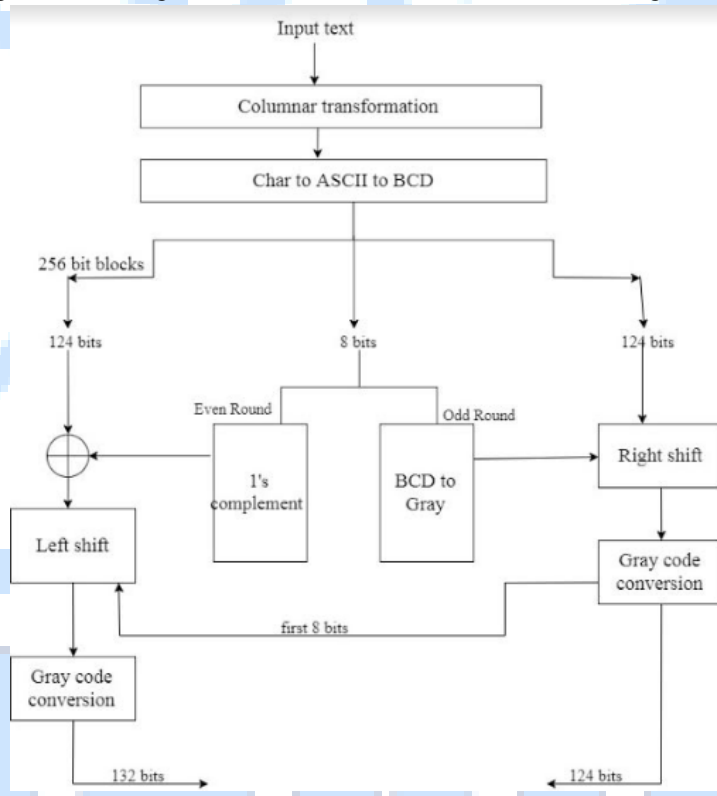 Input text
Columnar transformation
Char to ASCII to BCD
256 bit blocks
124 bits
8 bits
124 bits
Even Round
Odd Round
1's
complement
BCD to
Gray
Right shift
Left shift
Gray code
conversion
first 8 bits
Gray code
conversion
132 bits
124 bits